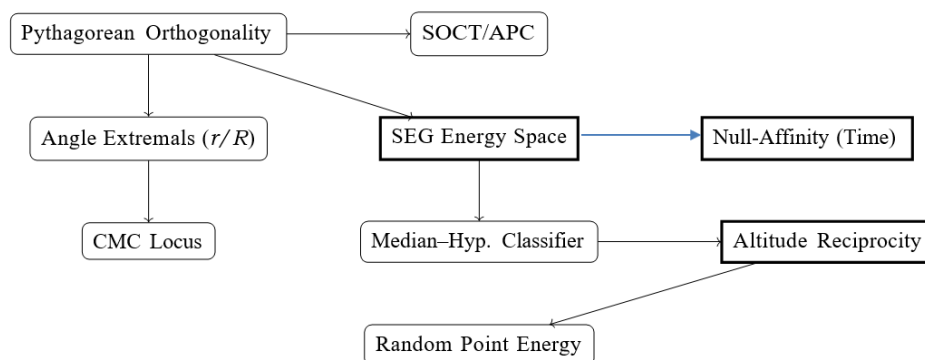 Pythagorean Orthogonality
SOCT/APC
Angle Extremals (r/R)
SEG Energy Space
Null-Affinity (Time)
CMC Locus
Median–Hyp. Classifier
Altitude Reciprocity
Random Point Energy